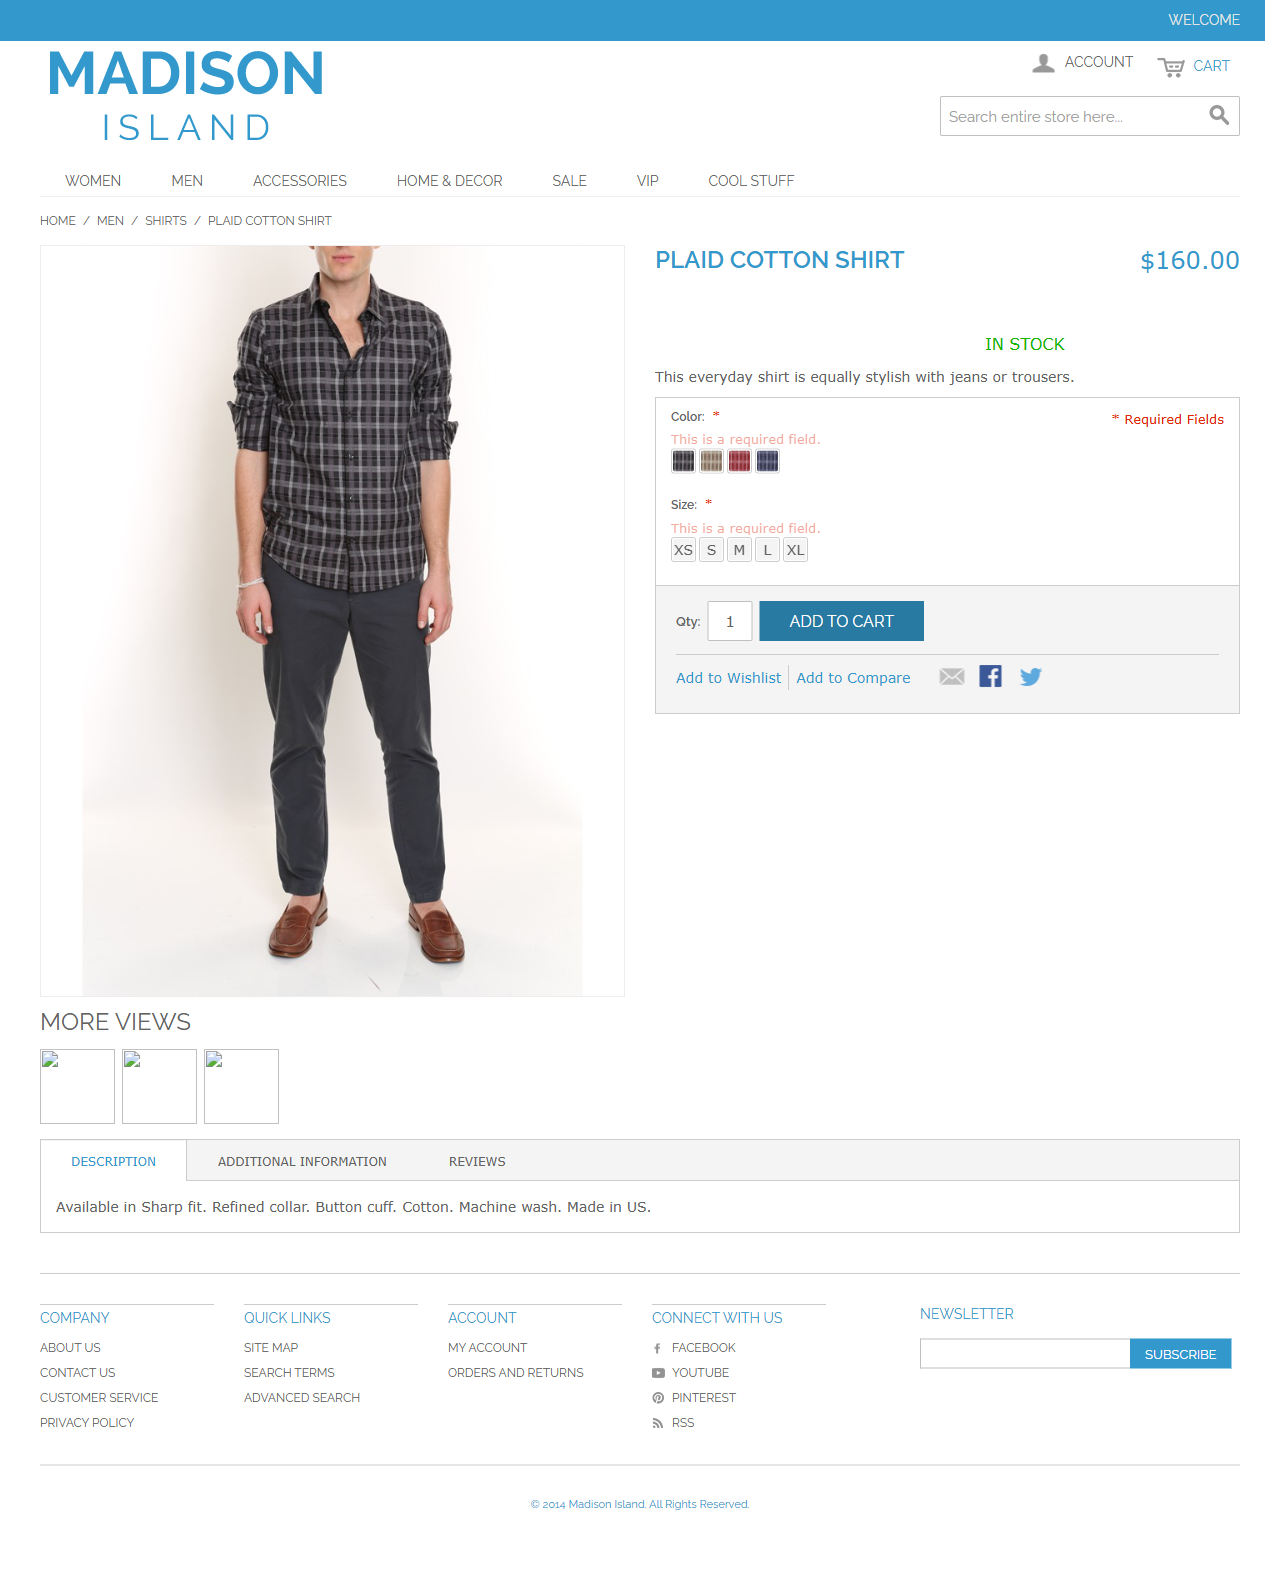 WELCOME
MADISON
ISLAND
ACCOUNT
CART
Search entire store here...
WOMEN MEN ACCESSORIES HOME & DECOR SALE VIP COOL STUFF
HOME / MEN / SHIRTS / PLAID COTTON SHIRT
PLAID COTTON SHIRT
$160.00
IN STOCK
This everyday shirt is equally stylish with jeans or trousers.
Color: *
* Required Fields
This is a required field.
Size: *
This is a required field.
XS S M L XL
Qty: 1 ADD TO CART
Add to Wishlist Add to Compare
MORE VIEWS
DESCRIPTION ADDITIONAL INFORMATION REVIEWS
Available in Sharp fit. Refined collar. Button cuff. Cotton. Machine wash. Made in US.
COMPANY
ABOUT US
CONTACT US
CUSTOMER SERVICE
PRIVACY POLICY
QUICK LINKS
SITE MAP
SEARCH TERMS
ADVANCED SEARCH
ACCOUNT
MY ACCOUNT
ORDERS AND RETURNS
CONNECT WITH US
FACEBOOK
YOUTUBE
PINTEREST
RSS
NEWSLETTER
SUBSCRIBE
© 2014 Madison Island. All Rights Reserved.